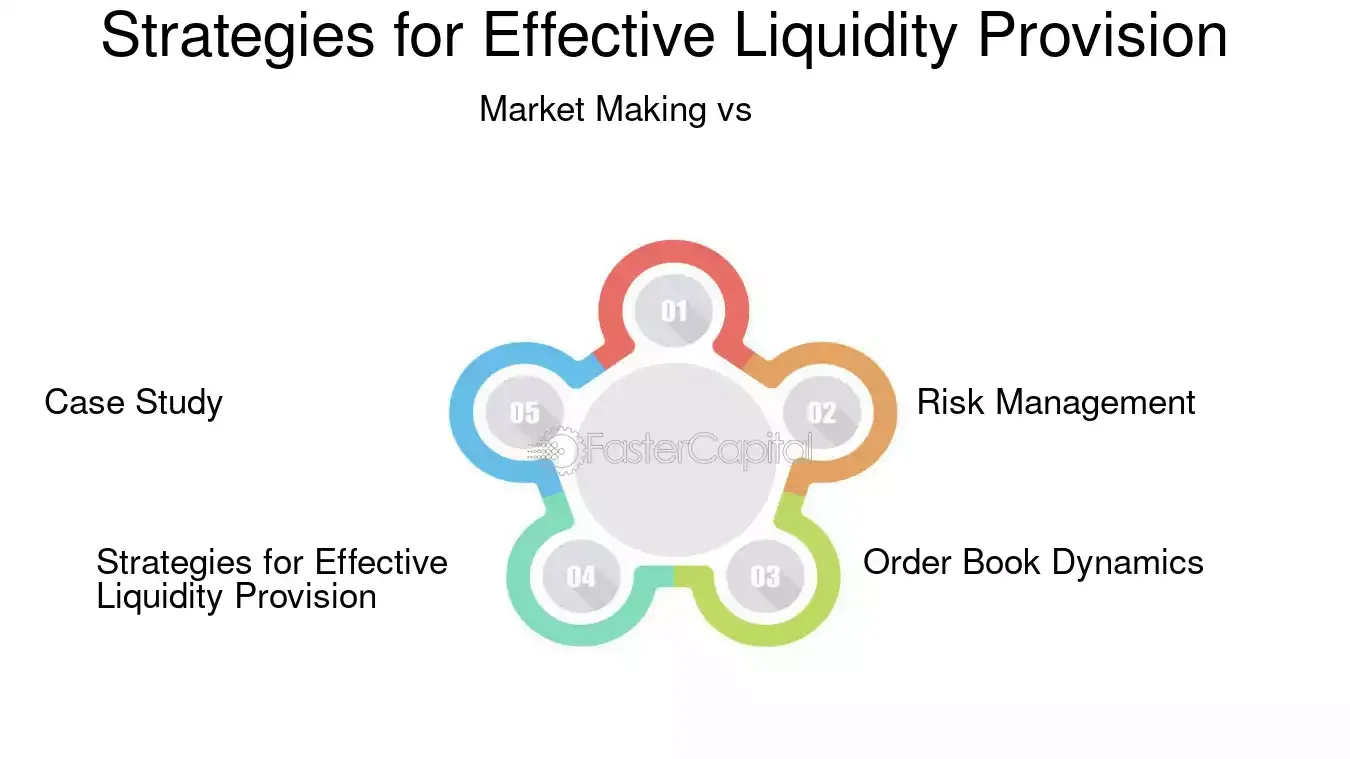 Strategies for Effective Liquidity Provision
Market Making vs
01
02
Risk Management
03
Order Book Dynamics
04
Strategies for Effective
Liquidity Provision
05
Case Study
FasterCapital